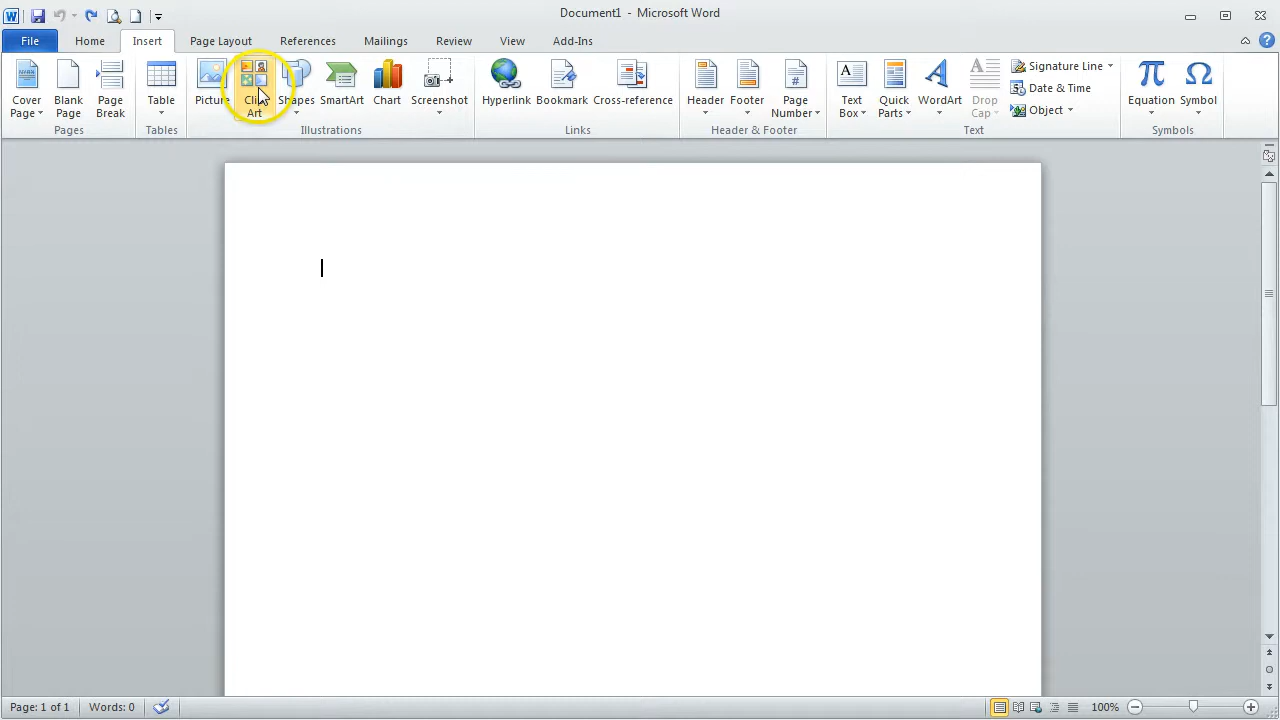 Document1 - Microsoft Word
File Home Insert Page Layout References Mailings Review View Add-Ins
Cover Page
Blank Page
Page Break
Table
Picture
Clip Art
Shapes
SmartArt
Chart
Screenshot
Hyperlink
Bookmark
Cross-reference
Header
Footer
Page Number
Text Box
Quick Parts
WordArt
Drop Cap
Signature Line
Date & Time
Object
Equation
Symbol
Pages Tables Illustrations Links Header & Footer Text Symbols
Page: 1 of 1 Words: 0 100%